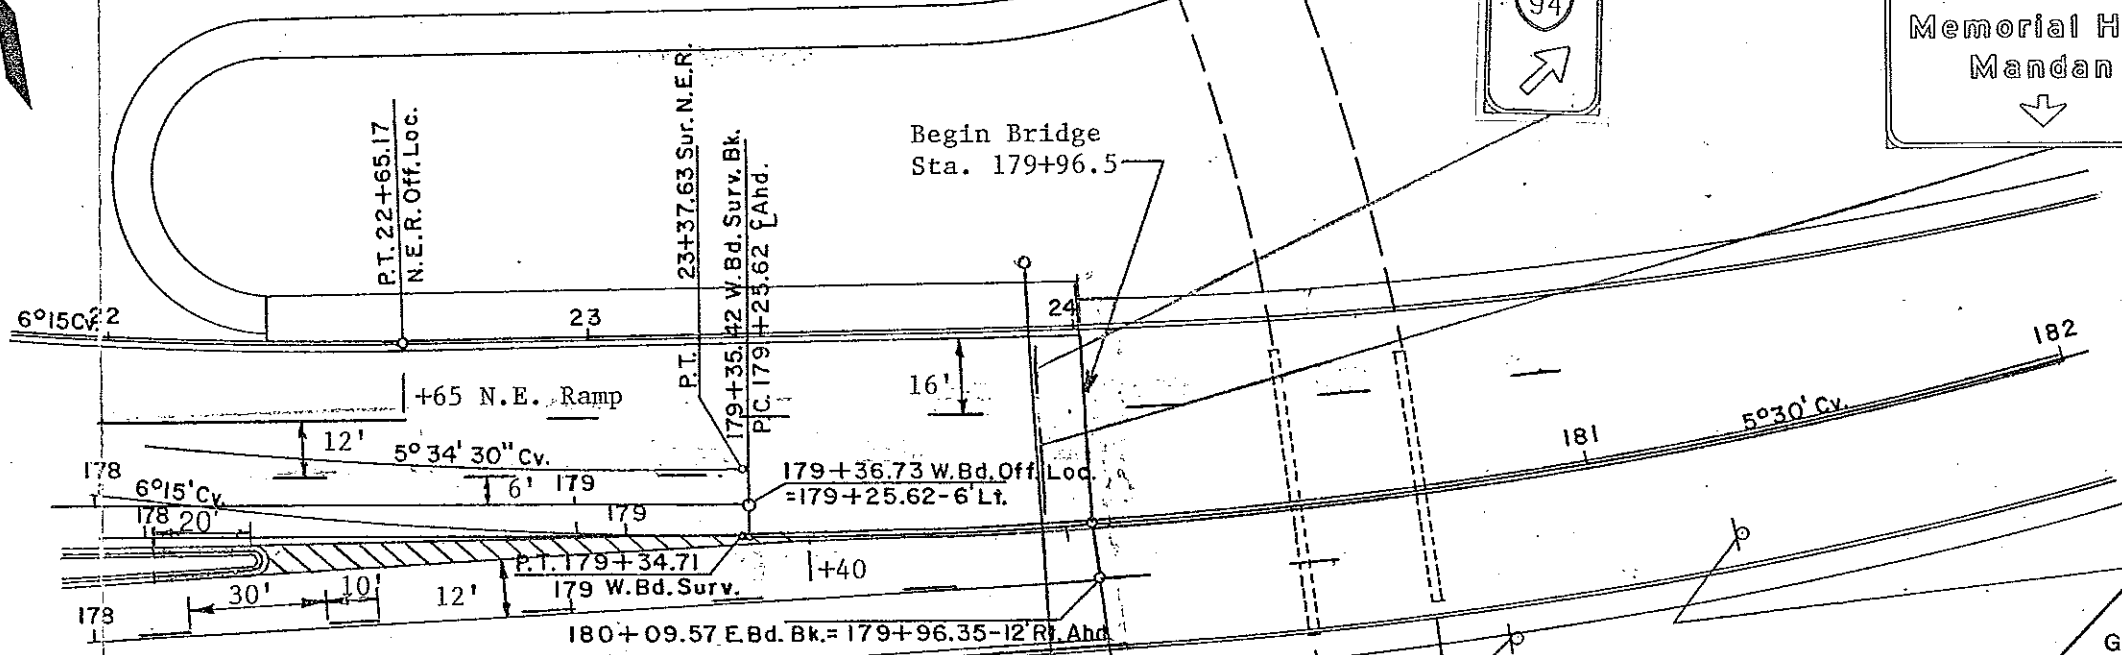 94
Memorial H
Mandan
P.T. 22+65.17
N.E.R. Off. Loc.
P.T. 23+37.63 Sur. N.E.R.
179+35.42 W.Bd. Surv. Bk.
P.C. 179+25.62 ℄ Ahd.
Begin Bridge
Sta. 179+96.5
6°15' Cv.
22
23
24
182
+65 N.E. Ramp
16'
12'
5°34'30" Cv.
5°30' Cv.
181
178
6°15' Cv.
6'
179
179+36.73 W.Bd. Off. Loc.
=179+25.62-6' Lt.
178
20'
179
P.T. 179+34.71
179 W.Bd. Surv.
+40
30'
10'
12'
178
180+09.57 E.Bd. Bk.= 179+96.35-12' Rt. Ahd
G